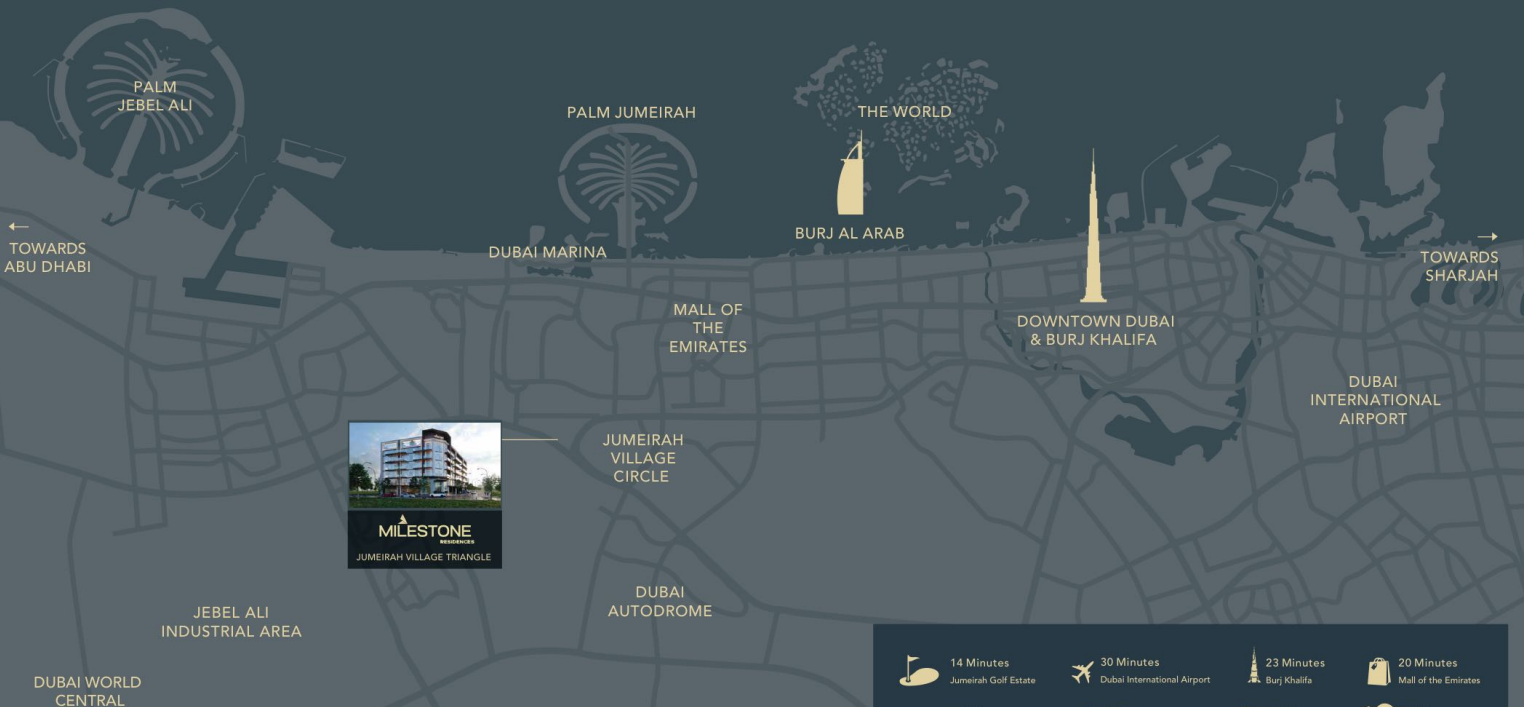 PALM
JEBEL ALI
PALM JUMEIRAH
THE WORLD
TOWARDS
ABU DHABI
DUBAI MARINA
BURJ AL ARAB
TOWARDS
SHARJAH
MALL OF
THE
EMIRATES
DOWNTOWN DUBAI
& BURJ KHALIFA
DUBAI
INTERNATIONAL
AIRPORT
JUMEIRAH
VILLAGE
CIRCLE
MILESTONE
RESIDENCES
JUMEIRAH VILLAGE TRIANGLE
JEBEL ALI
INDUSTRIAL AREA
DUBAI
AUTODROME
DUBAI WORLD
CENTRAL
14 Minutes
Jumeirah Golf Estate
30 Minutes
Dubai International Airport
23 Minutes
Burj Khalifa
20 Minutes
Mall of the Emirates